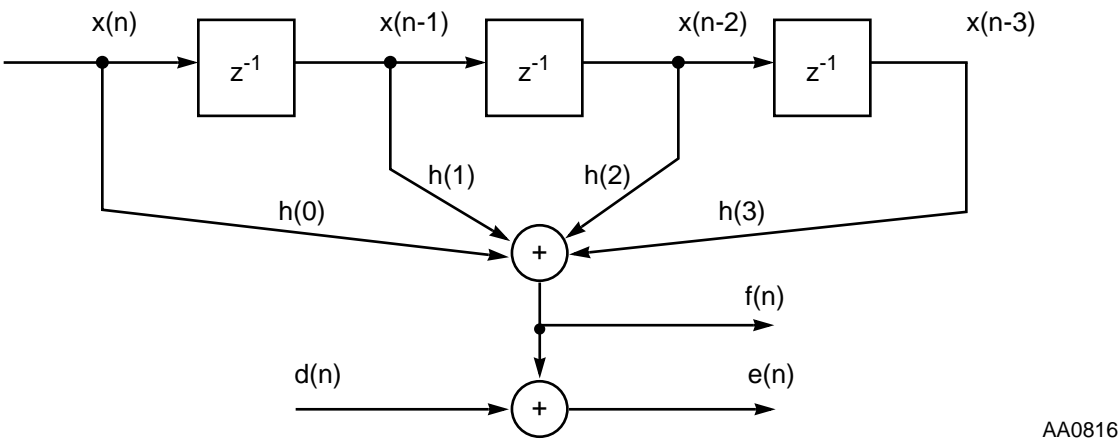 x(n) x(n-1) x(n-2) x(n-3)
z-1 z-1 z-1
h(1) h(2)
h(0) h(3)
+
f(n)
d(n) e(n)
+
AA0816